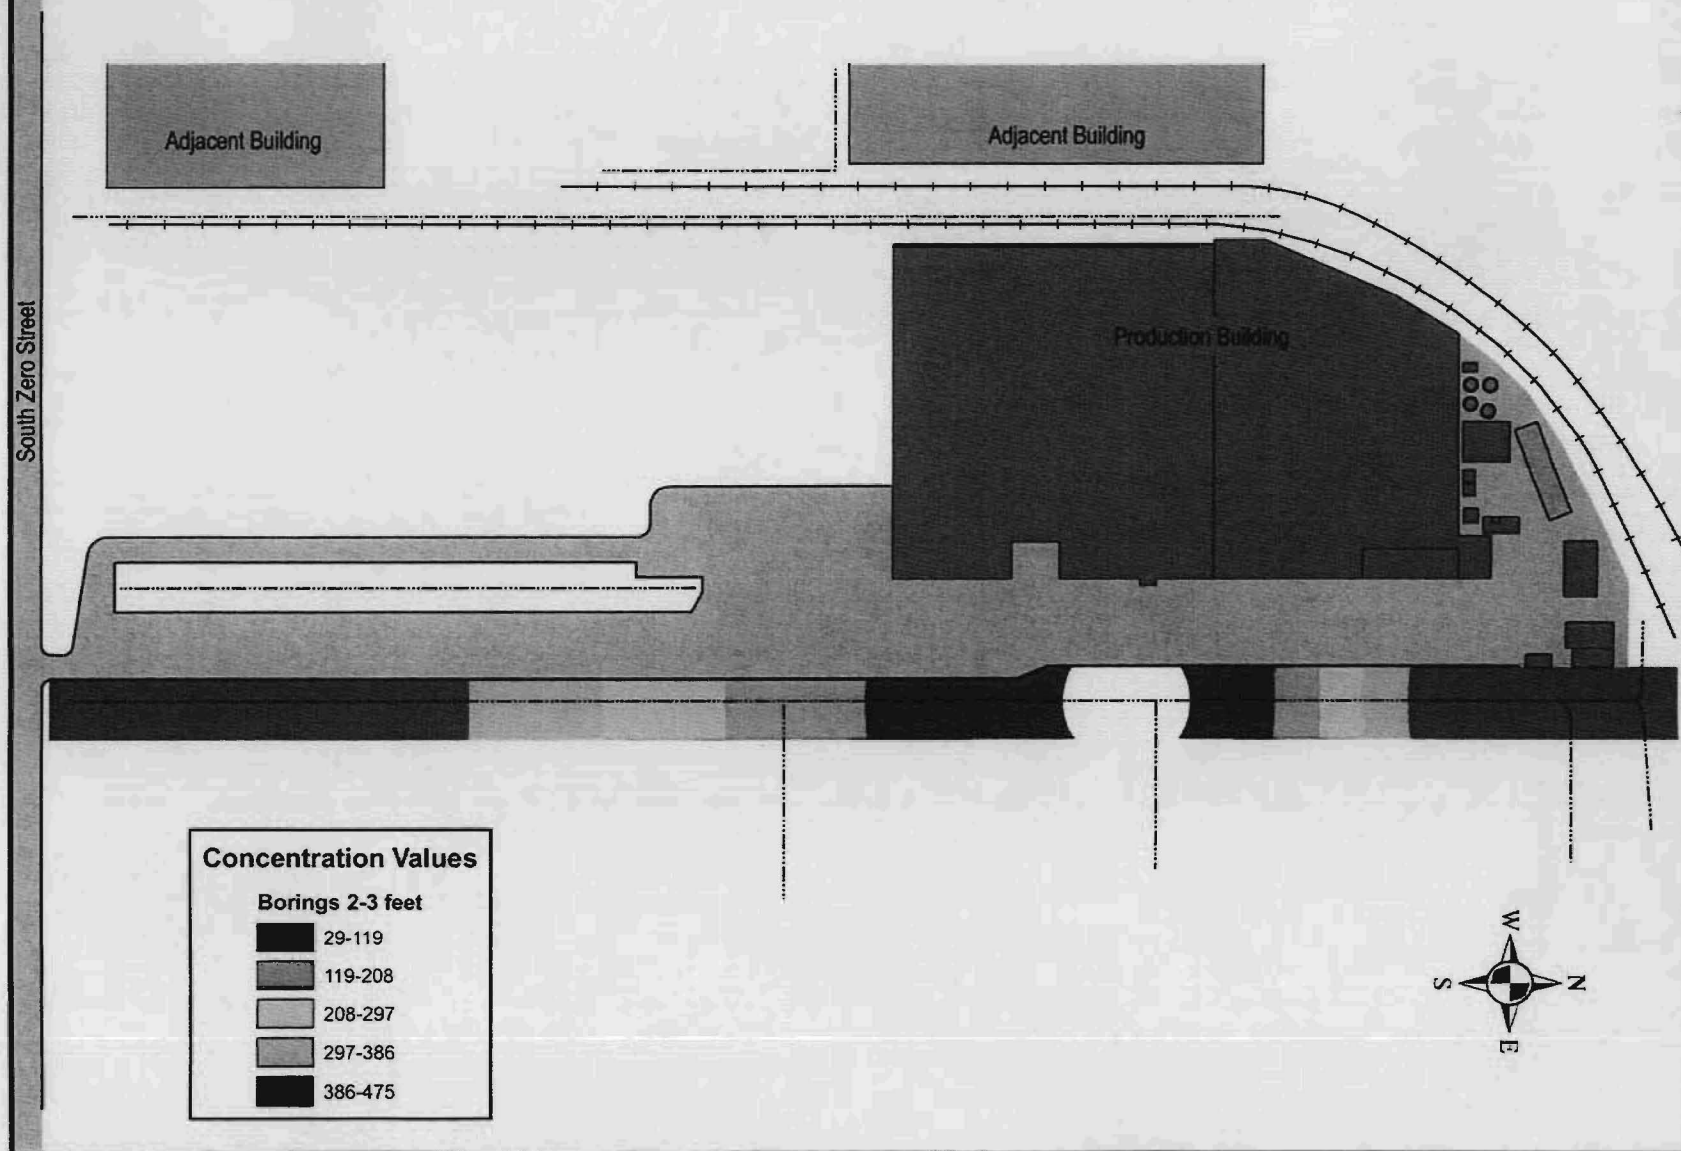 Adjacent Building
Adjacent Building
South Zero Street
Production Building
Concentration Values
Borings 2-3 feet
29-119
119-208
208-297
297-386
386-475
W
S
N
E